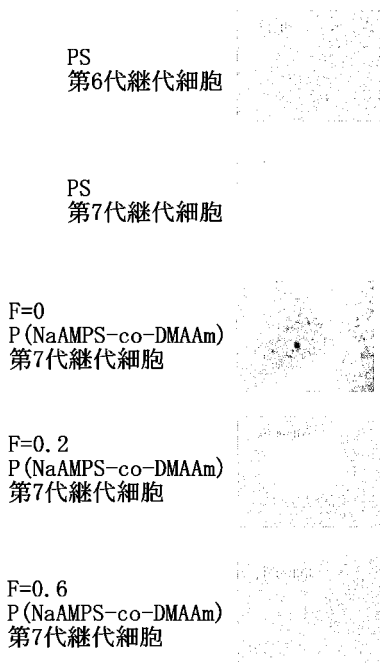 PS
第6代継代細胞
PS
第7代継代細胞
F=0
P(NaAMPS-co-DMAAm)
第7代継代細胞
F=0.2
P(NaAMPS-co-DMAAm)
第7代継代細胞
F=0.6
P(NaAMPS-co-DMAAm)
第7代継代細胞